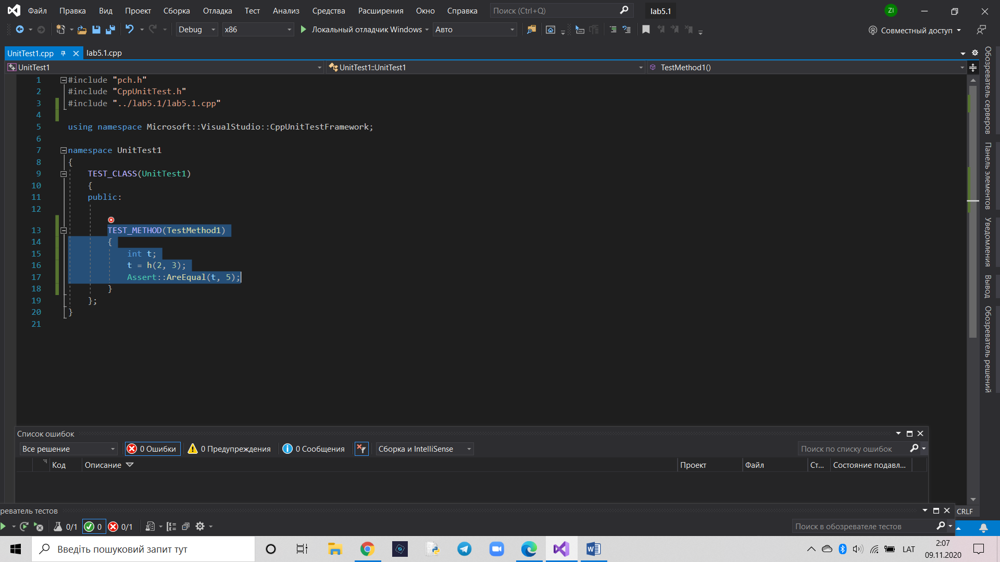 Файл Правка Вид Проект Сборка Отладка Тест Анализ Средства Расширения Окно Справка Поиск (Ctrl+Q) lab5.1 ZI
Debug x86 Локальный отладчик Windows Авто Совместный доступ
UnitTest1.cpp lab5.1.cpp
UnitTest1 UnitTest1::UnitTest1 TestMethod1()
1 #include "pch.h"
2 #include "CppUnitTest.h"
3 #include "../lab5.1/lab5.1.cpp"
4
5 using namespace Microsoft::VisualStudio::CppUnitTestFramework;
6
7 namespace UnitTest1
8 {
9 TEST_CLASS(UnitTest1)
10 {
11 public:
12
13 TEST_METHOD(TestMethod1)
14 {
15 int t;
16 t = h(2, 3);
17 Assert::AreEqual(t, 5);
18 }
19 };
20 }
21
Обозреватель серверов
Панель элементов
Уведомления
Вывод
Обозреватель решений
Список ошибок
Все решение 0 Ошибки 0 Предупреждения 0 Сообщения Сборка и IntelliSense Поиск по списку ошибок
Код Описание Проект Файл Ст... Состояние подавл...
реватель тестов
CRLF
0/1 0 0/1 Поиск в обозревателе тестов
Введіть пошуковий запит тут
LAT
2:07
09.11.2020